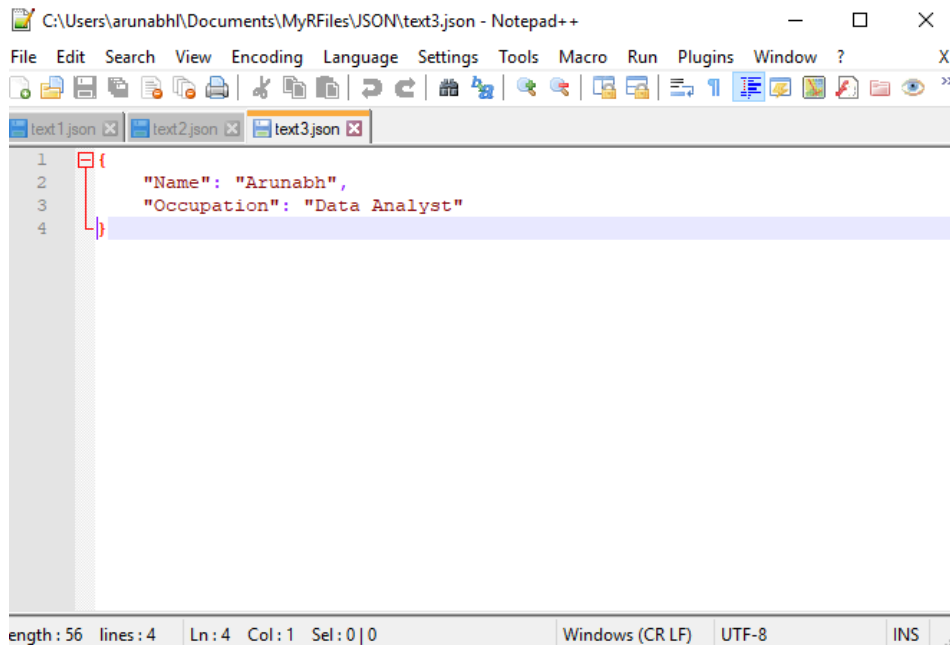 C:\Users\arunabhl\Documents\MyRFiles\JSON\text3.json - Notepad++
File Edit Search View Encoding Language Settings Tools Macro Run Plugins Window ? X
text1.json text2.json text3.json
1 {
2 "Name": "Arunabh",
3 "Occupation": "Data Analyst"
4 }
ength : 56 lines : 4 Ln : 4 Col : 1 Sel : 0 | 0 Windows (CR LF) UTF-8 INS